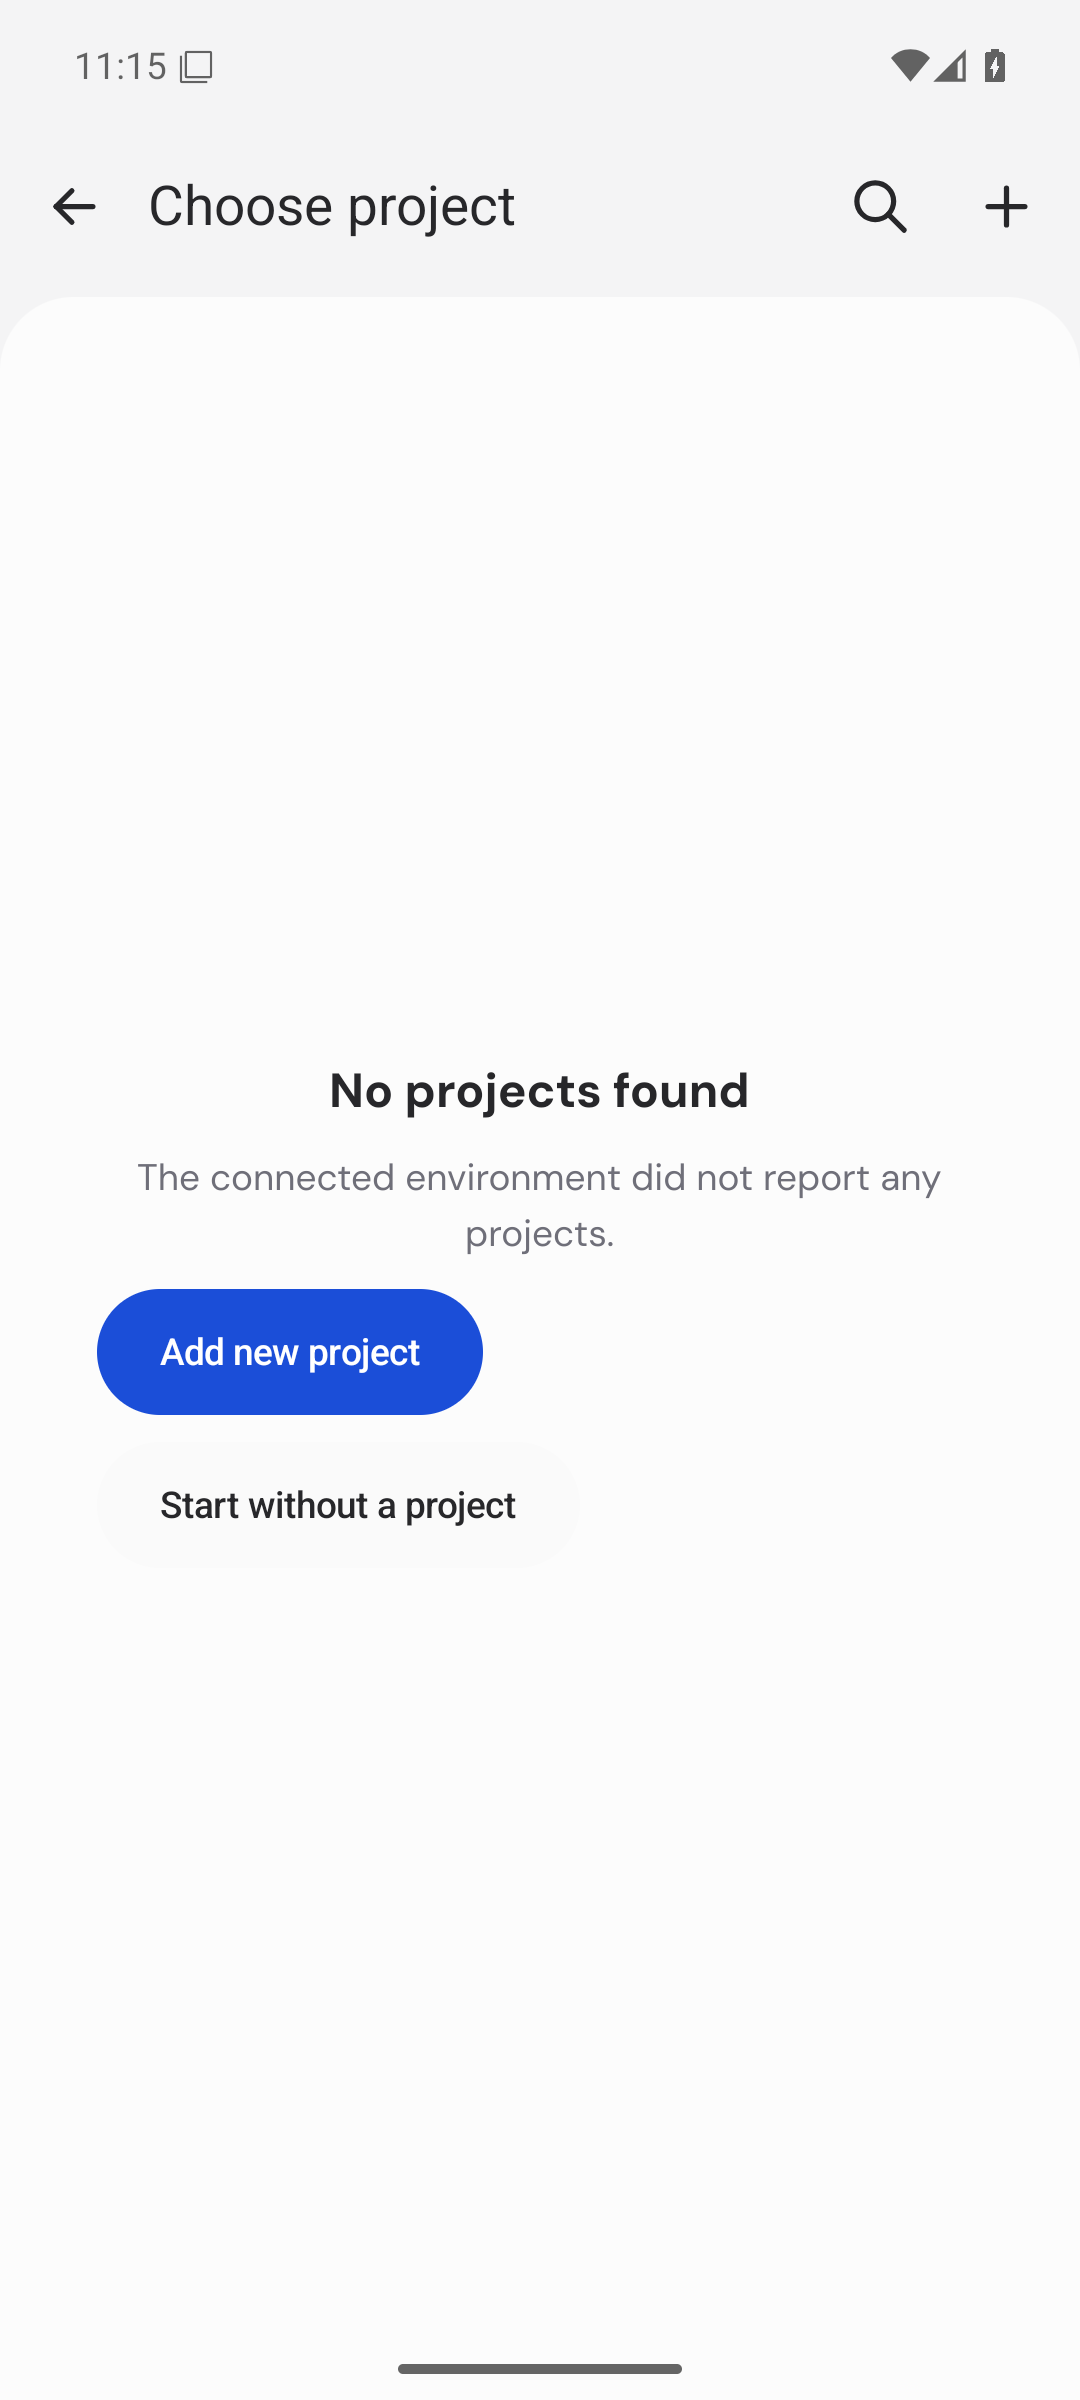 11:15
Choose project
No projects found
The connected environment did not report any
projects.
Add new project
Start without a project